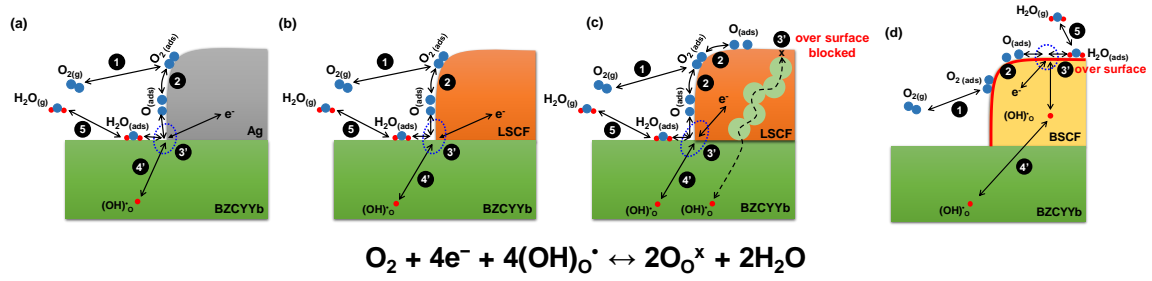 (a)
O2 (ads)
1
O2(g)
2
H2O(g)
O(ads)
5
H2O(ads)
e-
Ag
3'
4'
(OH)•O
BZCYYb
(b)
O2 (ads)
1
O2(g)
2
H2O(g)
O(ads)
5
H2O(ads)
e-
LSCF
3'
4'
(OH)•O
BZCYYb
(c)
O(ads)
3' over surface
blocked
x
O2 (ads)
2
1
O2(g)
2
H2O(g)
O(ads)
e-
5
H2O(ads)
LSCF
3'
4'
(OH)•O
(OH)•O
BZCYYb
(d)
H2O(g)
5
O(ads)
H2O(ads)
2
3' over surface
O2 (ads)
O2(g)
e-
1
(OH)•O
BSCF
4'
(OH)•O
BZCYYb
O2 + 4e− + 4(OH)O• ↔ 2OOx + 2H2O